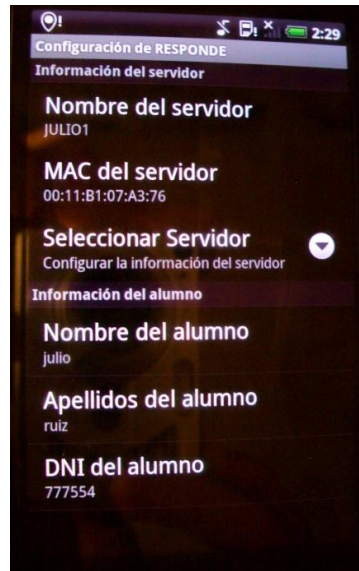 2:29
Configuración de RESPONDE
Información del servidor
Nombre del servidor
JULIO1
MAC del servidor
00:11:B1:07:A3:76
Seleccionar Servidor
Configurar la información del servidor
Información del alumno
Nombre del alumno
julio
Apellidos del alumno
ruiz
DNI del alumno
777554